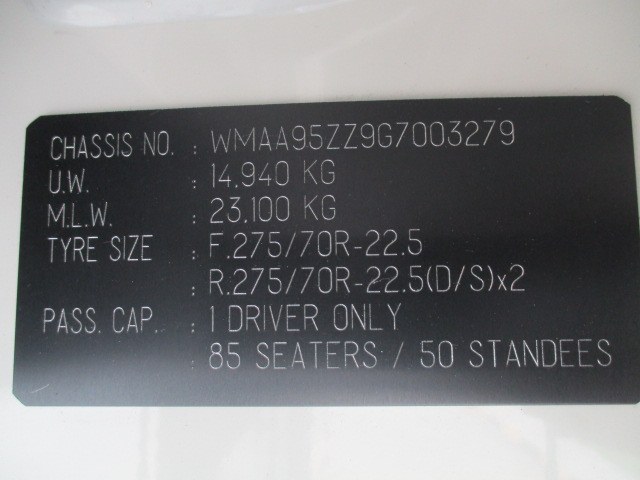 CHASSIS NO. : WMAA95ZZ9G7003279
U.W. : 14,940 KG
M.L.W. : 23,100 KG
TYRE SIZE : F.275/70R-22.5
: R.275/70R-22.5(D/S)x2
PASS. CAP. : 1 DRIVER ONLY
: 85 SEATERS / 50 STANDEES